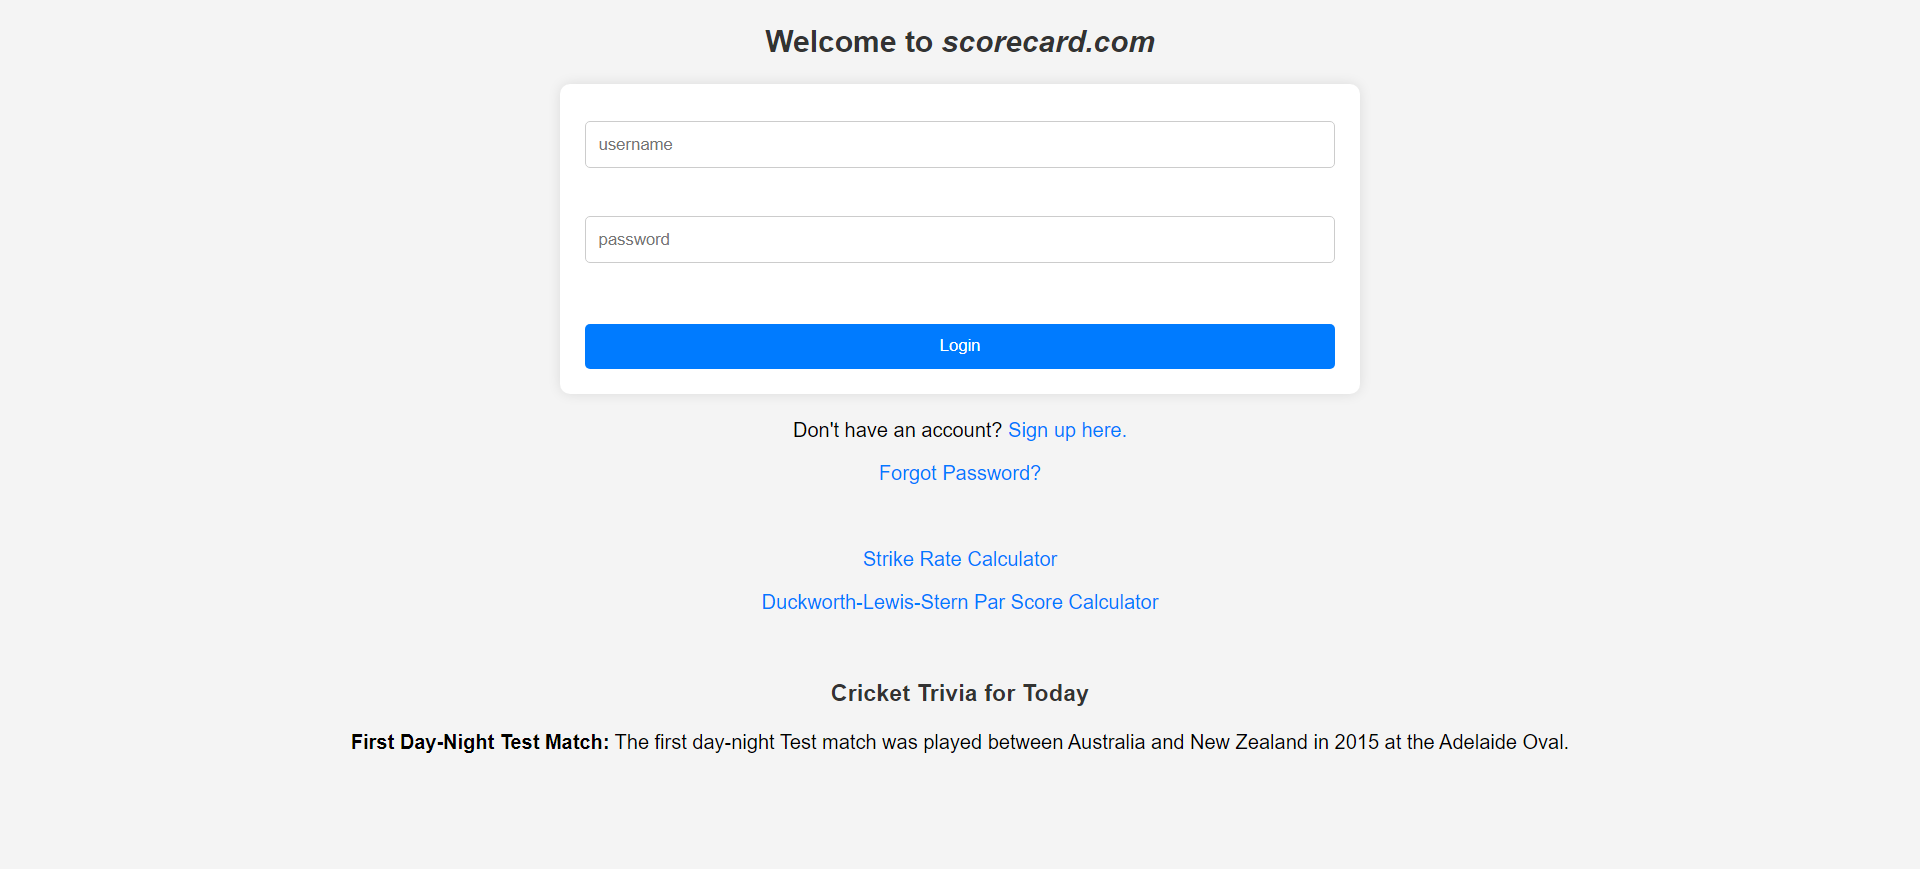 Welcome to scorecard.com
username
password
Login
Don't have an account? Sign up here.
Forgot Password?
Strike Rate Calculator
Duckworth-Lewis-Stern Par Score Calculator
Cricket Trivia for Today
First Day-Night Test Match: The first day-night Test match was played between Australia and New Zealand in 2015 at the Adelaide Oval.